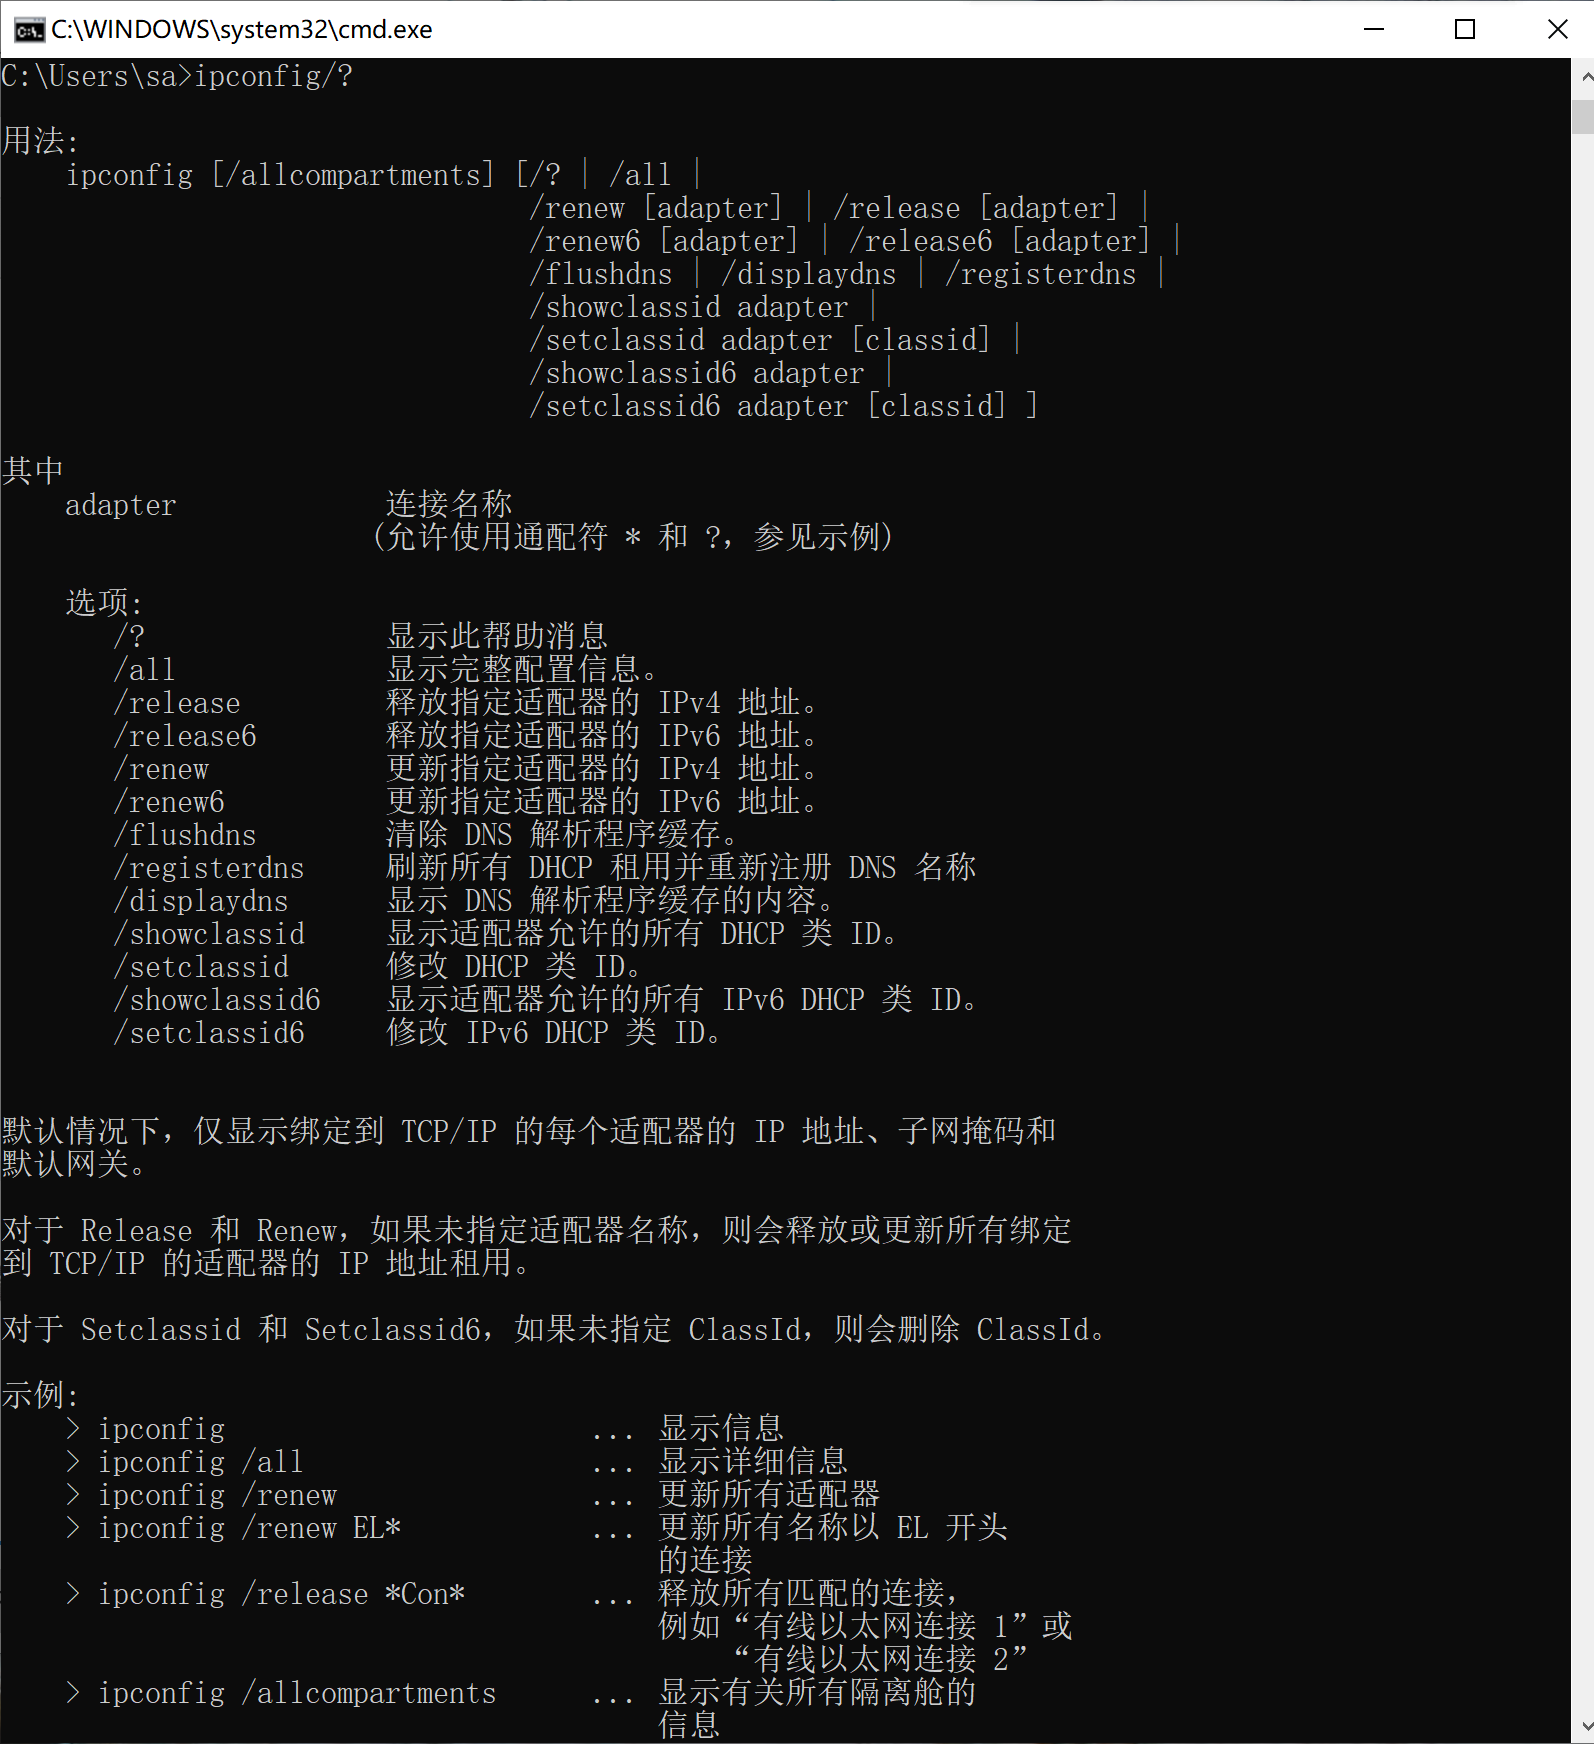 C:\WINDOWS\system32\cmd.exe
C:\Users\sa>ipconfig/?
用法:
ipconfig [/allcompartments] [/? | /all |
/renew [adapter] | /release [adapter] |
/renew6 [adapter] | /release6 [adapter] |
/flushdns | /displaydns | /registerdns |
/showclassid adapter |
/setclassid adapter [classid] |
/showclassid6 adapter |
/setclassid6 adapter [classid] ]
其中
adapter 连接名称
(允许使用通配符 * 和 ?，参见示例)
选项:
/? 显示此帮助消息
/all 显示完整配置信息。
/release 释放指定适配器的 IPv4 地址。
/release6 释放指定适配器的 IPv6 地址。
/renew 更新指定适配器的 IPv4 地址。
/renew6 更新指定适配器的 IPv6 地址。
/flushdns 清除 DNS 解析程序缓存。
/registerdns 刷新所有 DHCP 租用并重新注册 DNS 名称
/displaydns 显示 DNS 解析程序缓存的内容。
/showclassid 显示适配器允许的所有 DHCP 类 ID。
/setclassid 修改 DHCP 类 ID。
/showclassid6 显示适配器允许的所有 IPv6 DHCP 类 ID。
/setclassid6 修改 IPv6 DHCP 类 ID。
默认情况下，仅显示绑定到 TCP/IP 的每个适配器的 IP 地址、子网掩码和
默认网关。
对于 Release 和 Renew，如果未指定适配器名称，则会释放或更新所有绑定
到 TCP/IP 的适配器的 IP 地址租用。
对于 Setclassid 和 Setclassid6，如果未指定 ClassId，则会删除 ClassId。
示例:
> ipconfig ... 显示信息
> ipconfig /all ... 显示详细信息
> ipconfig /renew ... 更新所有适配器
> ipconfig /renew EL* ... 更新所有名称以 EL 开头
的连接
> ipconfig /release *Con* ... 释放所有匹配的连接，
例如“有线以太网连接 1”或
“有线以太网连接 2”
> ipconfig /allcompartments ... 显示有关所有隔离舱的
信息